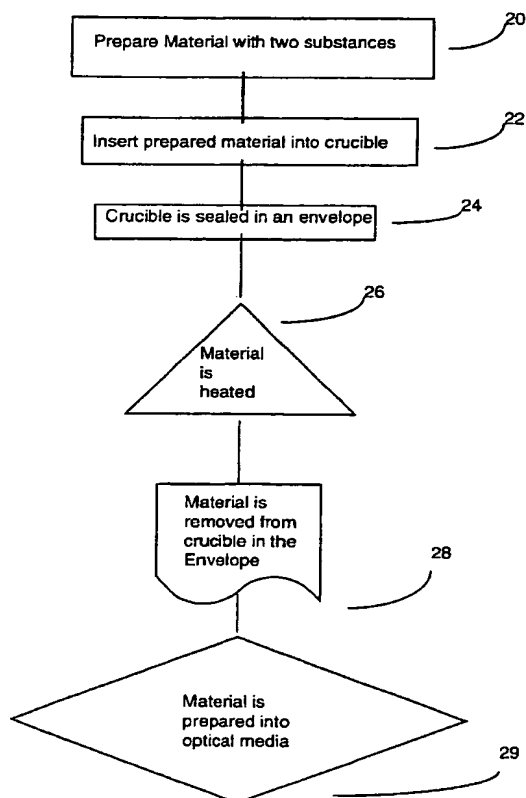 20
Prepare Material with two substances
22
Insert prepared material into crucible
24
Crucible is sealed in an envelope
26
Material
is
heated
Material is
removed from
crucible in the
Envelope
28
Material is
prepared into
optical media
29